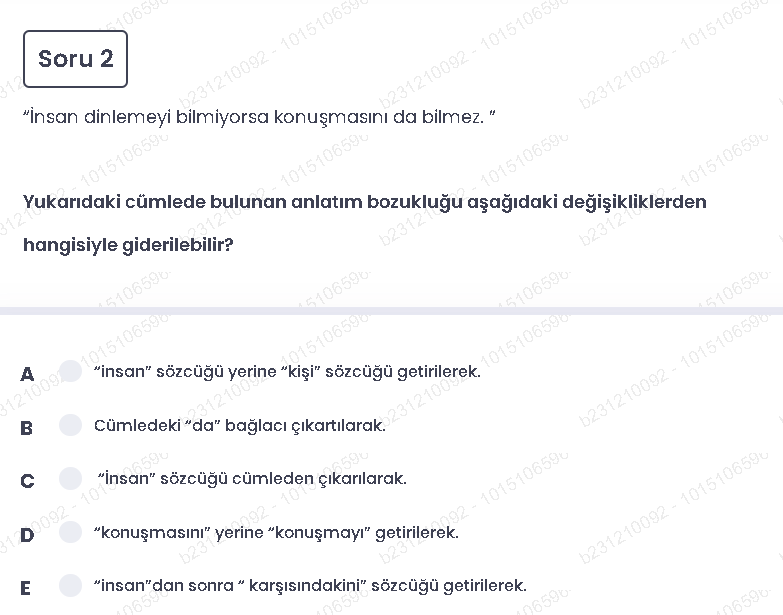 Soru 2
“İnsan dinlemeyi bilmiyorsa konuşmasını da bilmez. ”
Yukarıdaki cümlede bulunan anlatım bozukluğu aşağıdaki değişikliklerden
hangisiyle giderilebilir?
A “insan” sözcüğü yerine “kişi” sözcüğü getirilerek.
B Cümledeki “da” bağlacı çıkartılarak.
C “İnsan” sözcüğü cümleden çıkarılarak.
D “konuşmasını” yerine “konuşmayı” getirilerek.
E “insan”dan sonra “ karşısındakini” sözcüğü getirilerek.